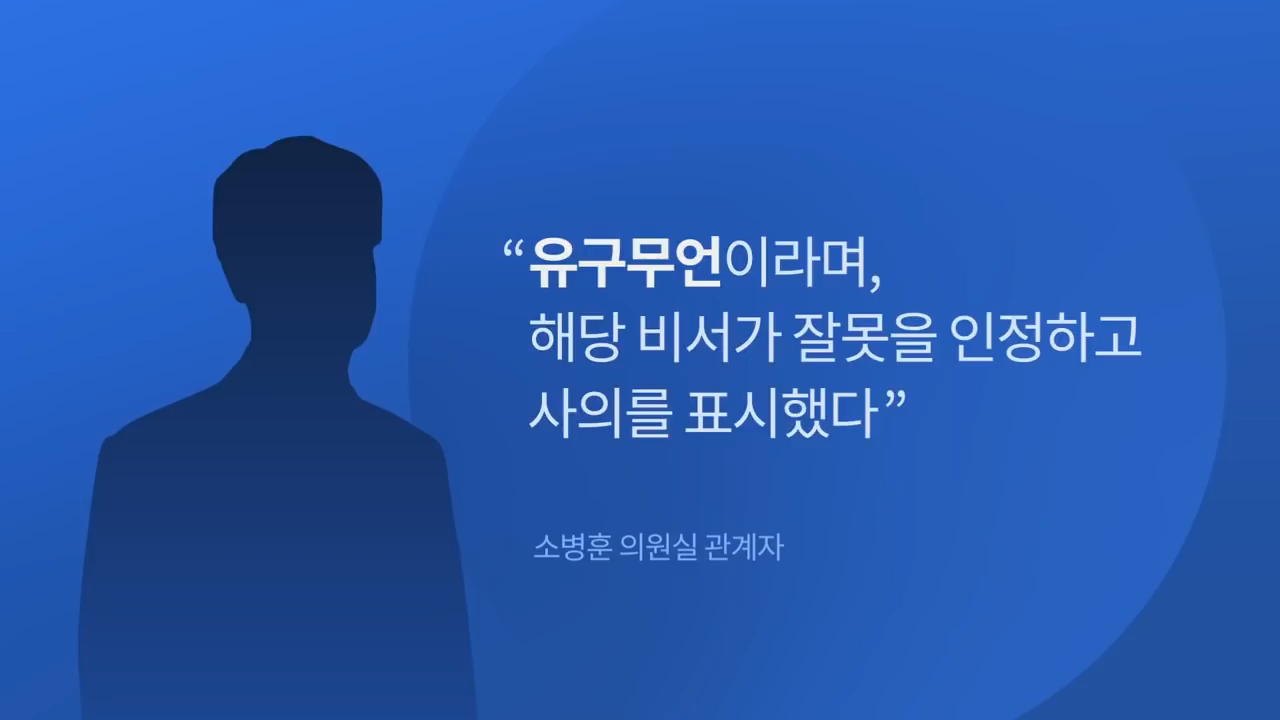 “유구무언이라며,
해당 비서가 잘못을 인정하고
사의를 표시했다”
소병훈 의원실 관계자